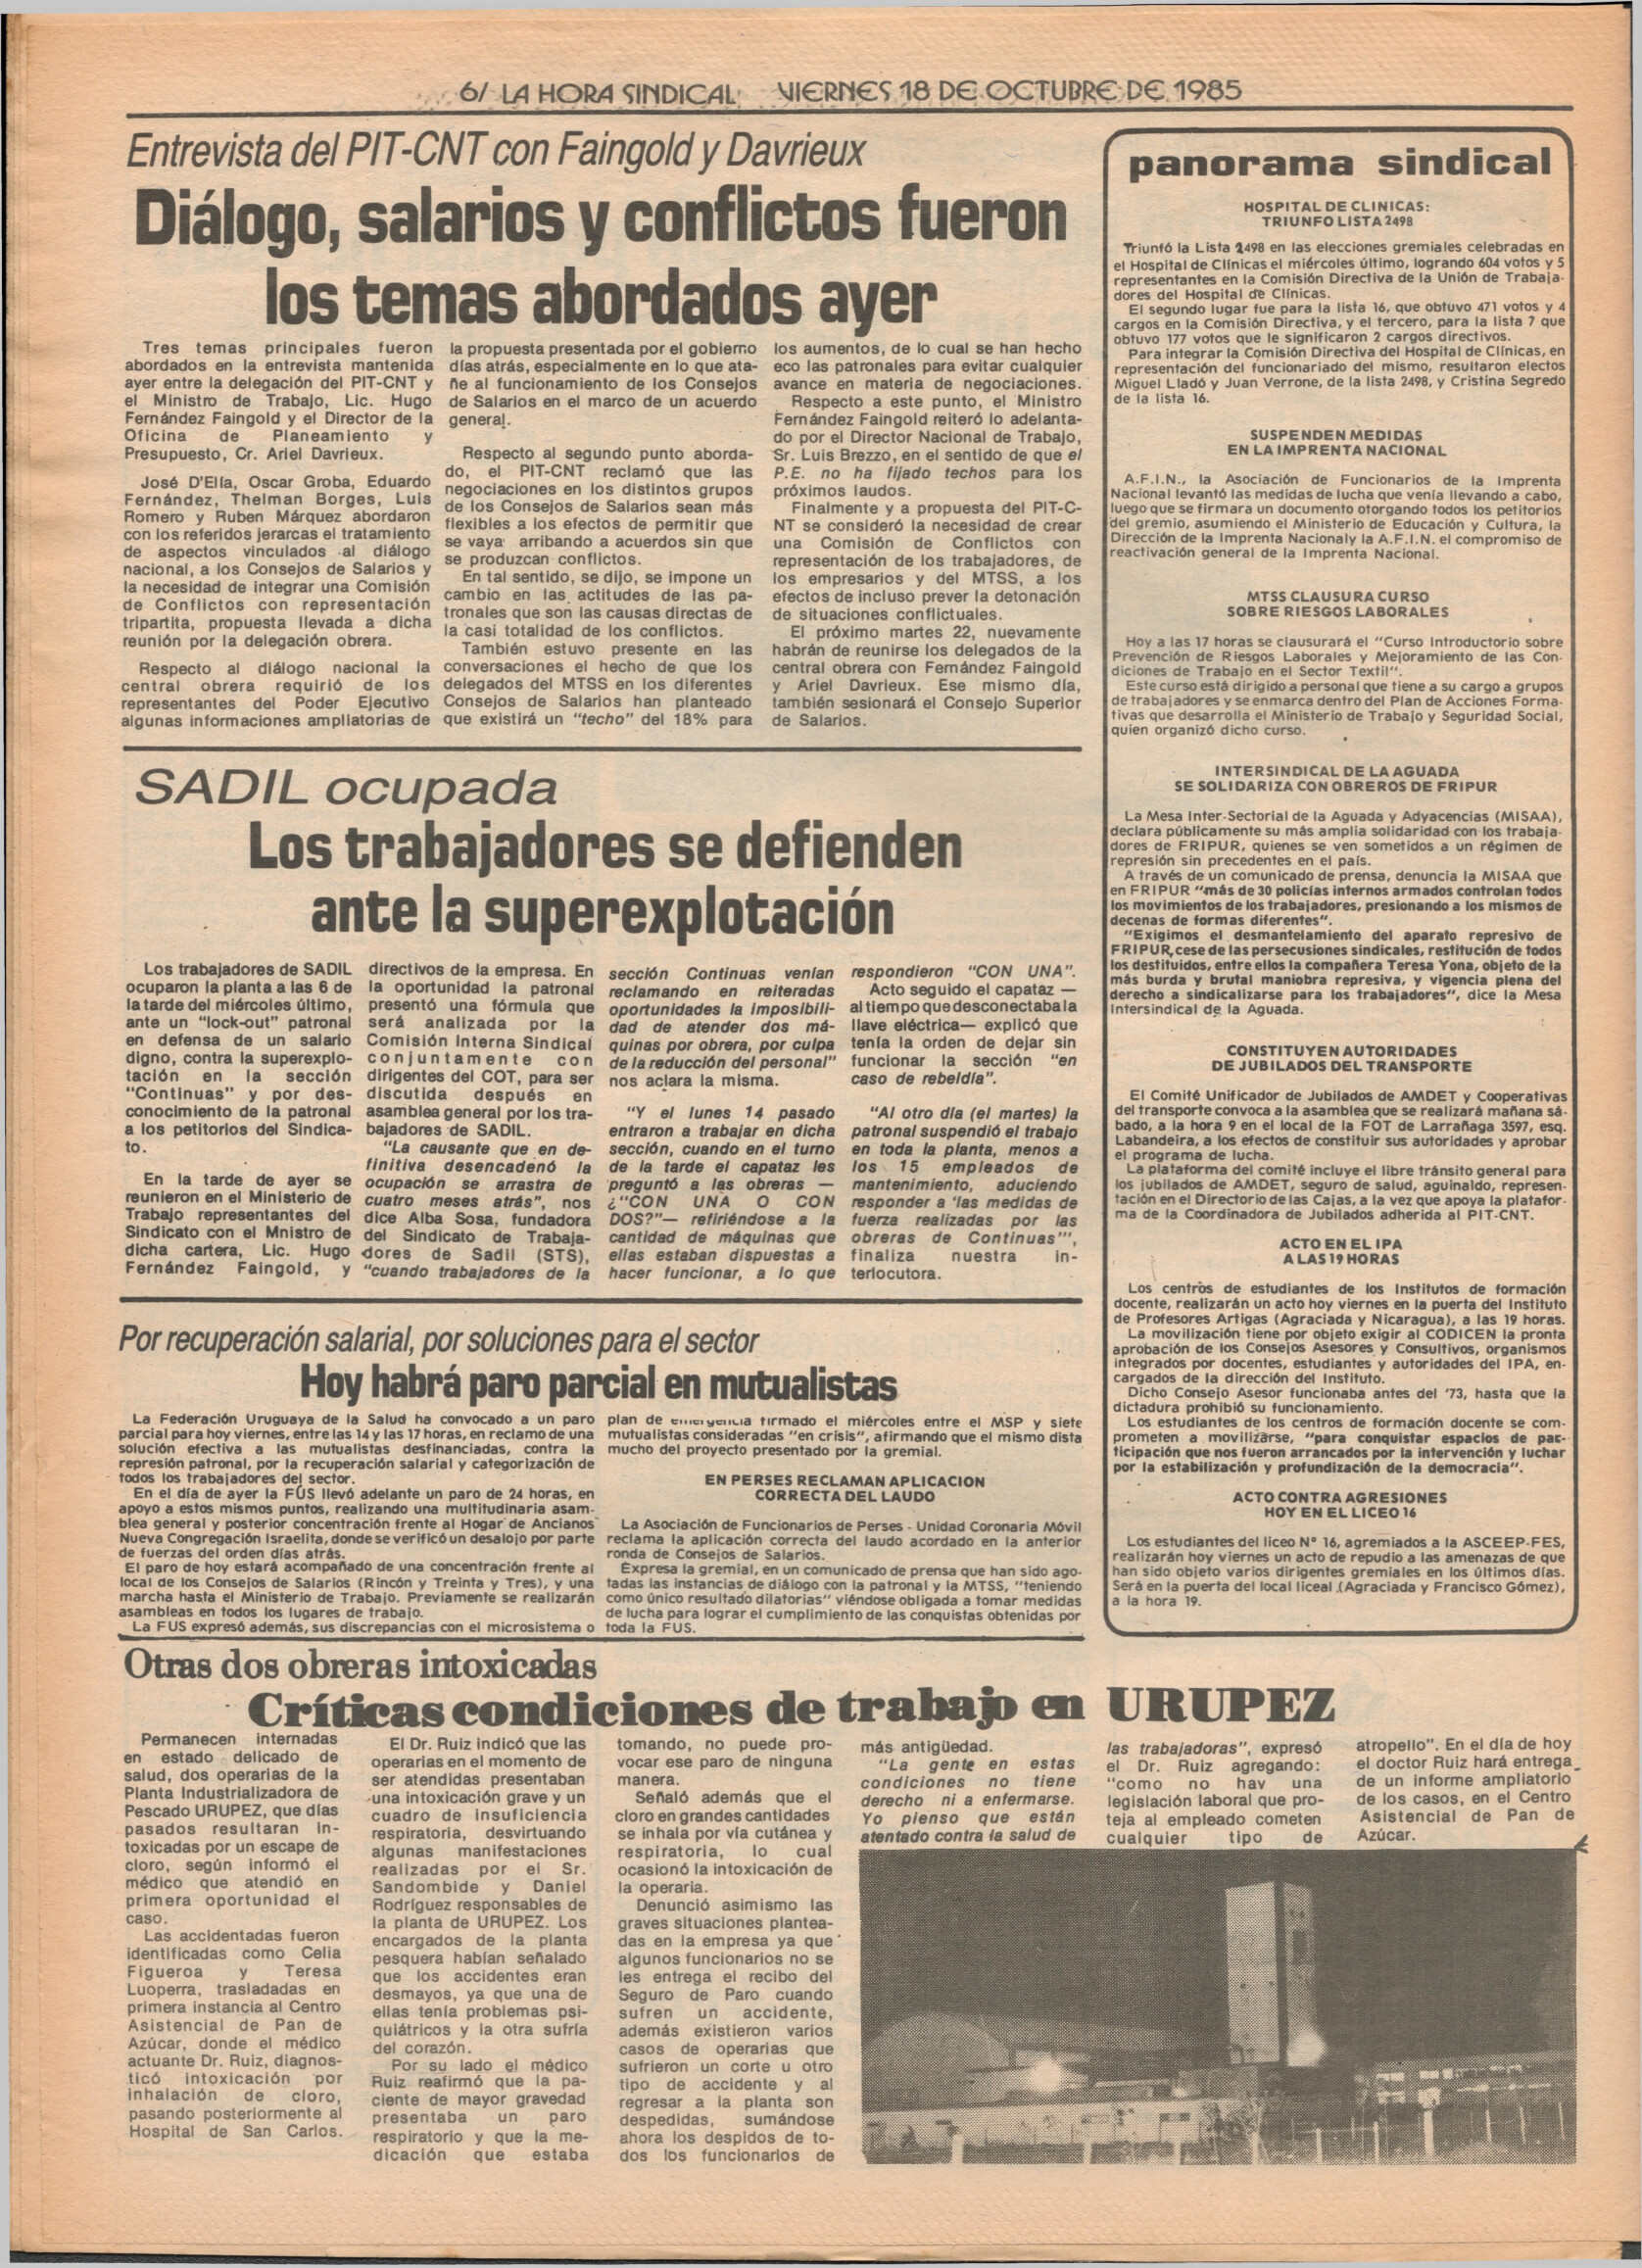 6/ LA HORA SINDICAL VIERNES 18 DE OCTUBRE DE 1985
Entrevista del PIT-CNT con Faingold y Davrieux
Diálogo, salarios y conflictos fueron
los temas abordados ayer
Tres temas principales fueron
abordados en la entrevista mantenida
ayer entre la delegación del PIT-CNT y
el Ministro de Trabajo, Lic. Hugo
Fernández Faingold y el Director de la
Oficina de Planeamiento y
Presupuesto, Cr. Ariel Davrieux.
José D'Elía, Oscar Groba, Eduardo
Fernández, Thelman Borges, Luis
Romero y Ruben Márquez abordaron
con los referidos jerarcas el tratamiento
de aspectos vinculados al diálogo
nacional, a los Consejos de Salarios y
la necesidad de integrar una Comisión
de Conflictos con representación
tripartita, propuesta llevada a dicha
reunión por la delegación obrera.
Respecto al diálogo nacional la
central obrera requirió de los
representantes del Poder Ejecutivo
algunas informaciones ampliatorias de
la propuesta presentada por el gobierno
días atrás, especialmente en lo que ata-
ñe al funcionamiento de los Consejos
de Salarios en el marco de un acuerdo
general.
Respecto al segundo punto aborda-
do, el PIT-CNT reclamó que las
negociaciones en los distintos grupos
de los Consejos de Salarios sean más
flexibles a los efectos de permitir que
se vaya arribando a acuerdos sin que
se produzcan conflictos.
En tal sentido, se dijo, se impone un
cambio en las actitudes de las pa-
tronales que son las causas directas de
la casi totalidad de los conflictos.
También estuvo presente en las
conversaciones el hecho de que los
delegados del MTSS en los diferentes
Consejos de Salarios han planteado
que existirá un "techo" del 18% para
los aumentos, de lo cual se han hecho
eco las patronales para evitar cualquier
avance en materia de negociaciones.
Respecto a este punto, el Ministro
Fernández Faingold reiteró lo adelanta-
do por el Director Nacional de Trabajo,
Sr. Luis Brezzo, en el sentido de que el
P.E. no ha fijado techos para los
próximos laudos.
Finalmente y a propuesta del PIT-C-
NT se consideró la necesidad de crear
una Comisión de Conflictos con
representación de los trabajadores, de
los empresarios y del MTSS, a los
efectos de incluso prever la detonación
de situaciones conflictuales.
El próximo martes 22, nuevamente
habrán de reunirse los delegados de la
central obrera con Fernández Faingold
y Ariel Davrieux. Ese mismo día,
también sesionará el Consejo Superior
de Salarios.
SADIL ocupada
Los trabajadores se defienden
ante la superexplotación
Los trabajadores de SADIL
ocuparon la planta a las 6 de
la tarde del miércoles último,
ante un "lock-out" patronal
en defensa de un salario
digno, contra la superexplo-
tación en la sección
"Continuas" y por des-
conocimiento de la patronal
a los petitorios del Sindica-
to.
En la tarde de ayer se
reunieron en el Ministerio de
Trabajo representantes del
Sindicato con el Mnistro de
dicha cartera, Lic. Hugo
Fernández Faingold, y
directivos de la empresa. En
la oportunidad la patronal
presentó una fórmula que
será analizada por la
Comisión Interna Sindical
conjuntamente con
dirigentes del COT, para ser
discutida después en
asamblea general por los tra-
bajadores de SADIL.
"La causante que en de-
finitiva desencadenó la
ocupación se arrastra de
cuatro meses atrás", nos
dice Alba Sosa, fundadora
del Sindicato de Trabaja-
dores de Sadil (STS),
"cuando trabajadores de la
sección Continuas venían
reclamando en reiteradas
oportunidades la imposibili-
dad de atender dos má-
quinas por obrera, por culpa
de la reducción del personal"
nos aclara la misma.
"Y el lunes 14 pasado
entraron a trabajar en dicha
sección, cuando en el turno
de la tarde el capataz les
preguntó a las obreras —
¿"CON UNA O CON
DOS?"— refiriéndose a la
cantidad de máquinas que
ellas estaban dispuestas a
hacer funcionar, a lo que
respondieron "CON UNA".
Acto seguido el capataz —
al tiempo que desconectaba la
llave eléctrica— explicó que
tenía la orden de dejar sin
funcionar la sección "en
caso de rebeldía".
"Al otro día (el martes) la
patronal suspendió el trabajo
en toda la planta, menos a
los 15 empleados de
mantenimiento, aduciendo
responder a 'las medidas de
fuerza realizadas por las
obreras de Continuas'",
finaliza nuestra in-
terlocutora.
Por recuperación salarial, por soluciones para el sector
Hoy habrá paro parcial en mutualistas
La Federación Uruguaya de la Salud ha convocado a un paro
parcial para hoy viernes, entre las 14 y las 17 horas, en reclamo de una
solución efectiva a las mutualistas desfinanciadas, contra la
represión patronal, por la recuperación salarial y categorización de
todos los trabajadores del sector.
En el día de ayer la FUS llevó adelante un paro de 24 horas, en
apoyo a estos mismos puntos, realizando una multitudinaria asam-
blea general y posterior concentración frente al Hogar de Ancianos
Nueva Congregación Israelita, donde se verificó un desalojo por parte
de fuerzas del orden días atrás.
El paro de hoy estará acompañado de una concentración frente al
local de los Consejos de Salarios (Rincón y Treinta y Tres), y una
marcha hasta el Ministerio de Trabajo. Previamente se realizarán
asambleas en todos los lugares de trabajo.
La FUS expresó además, sus discrepancias con el microsistema o
plan de emergencia firmado el miércoles entre el MSP y siete
mutualistas consideradas "en crisis", afirmando que el mismo dista
mucho del proyecto presentado por la gremial.
EN PERSES RECLAMAN APLICACION
CORRECTA DEL LAUDO
La Asociación de Funcionarios de Perses - Unidad Coronaria Móvil
reclama la aplicación correcta del laudo acordado en la anterior
ronda de Consejos de Salarios.
Expresa la gremial, en un comunicado de prensa que han sido ago-
tadas las instancias de diálogo con la patronal y la MTSS, "teniendo
como único resultado dilatorias" viéndose obligada a tomar medidas
de lucha para lograr el cumplimiento de las conquistas obtenidas por
toda la FUS.
panorama sindical
HOSPITAL DE CLINICAS:
TRIUNFO LISTA 2498
Triunfó la Lista 2498 en las elecciones gremiales celebradas en
el Hospital de Clínicas el miércoles último, logrando 604 votos y 5
representantes en la Comisión Directiva de la Unión de Trabaja-
dores del Hospital de Clínicas.
El segundo lugar fue para la lista 16, que obtuvo 471 votos y 4
cargos en la Comisión Directiva, y el tercero, para la lista 7 que
obtuvo 177 votos que le significaron 2 cargos directivos.
Para integrar la Comisión Directiva del Hospital de Clínicas, en
representación del funcionariado del mismo, resultaron electos
Miguel Lladó y Juan Verrone, de la lista 2498, y Cristina Segredo
de la lista 16.
SUSPENDEN MEDIDAS
EN LA IMPRENTA NACIONAL
A.F.I.N., la Asociación de Funcionarios de la Imprenta
Nacional levantó las medidas de lucha que venía llevando a cabo,
luego que se firmara un documento otorgando todos los petitorios
del gremio, asumiendo el Ministerio de Educación y Cultura, la
Dirección de la Imprenta Nacionaly la A.F.I.N. el compromiso de
reactivación general de la Imprenta Nacional.
MTSS CLAUSURA CURSO
SOBRE RIESGOS LABORALES
Hoy a las 17 horas se clausurará el "Curso Introductorio sobre
Prevención de Riesgos Laborales y Mejoramiento de las Con-
diciones de Trabajo en el Sector Textil".
Este curso está dirigido a personal que tiene a su cargo a grupos
de trabajadores y se enmarca dentro del Plan de Acciones Forma-
tivas que desarrolla el Ministerio de Trabajo y Seguridad Social,
quien organizó dicho curso.
INTERSINDICAL DE LA AGUADA
SE SOLIDARIZA CON OBREROS DE FRIPUR
La Mesa Inter-Sectorial de la Aguada y Adyacencias (MISAA),
declara públicamente su más amplia solidaridad con los trabaja-
dores de FRIPUR, quienes se ven sometidos a un régimen de
represión sin precedentes en el país.
A través de un comunicado de prensa, denuncia la MISAA que
en FRIPUR "más de 30 policías internos armados controlan todos
los movimientos de los trabajadores, presionando a los mismos de
decenas de formas diferentes".
"Exigimos el desmantelamiento del aparato represivo de
FRIPUR, cese de las persecuciones sindicales, restitución de todos
los destituidos, entre ellos la compañera Teresa Yona, objeto de la
más burda y brutal maniobra represiva, y vigencia plena del
derecho a sindicalizarse para los trabajadores", dice la Mesa
Intersindical de la Aguada.
CONSTITUYEN AUTORIDADES
DE JUBILADOS DEL TRANSPORTE
El Comité Unificador de Jubilados de AMDET y Cooperativas
del transporte convoca a la asamblea que se realizará mañana sá-
bado, a la hora 9 en el local de la FOT de Larrañaga 3597, esq.
Labandeira, a los efectos de constituir sus autoridades y aprobar
el programa de lucha.
La plataforma del comité incluye el libre tránsito general para
los jubilados de AMDET, seguro de salud, aguinaldo, represen-
tación en el Directorio de las Cajas, a la vez que apoya la platafor-
ma de la Coordinadora de Jubilados adherida al PIT-CNT.
ACTO EN EL IPA
A LAS 19 HORAS
Los centros de estudiantes de los Institutos de formación
docente, realizarán un acto hoy viernes en la puerta del Instituto
de Profesores Artigas (Agraciada y Nicaragua), a las 19 horas.
La movilización tiene por objeto exigir al CODICEN la pronta
aprobación de los Consejos Asesores y Consultivos, organismos
integrados por docentes, estudiantes y autoridades del IPA, en-
cargados de la dirección del Instituto.
Dicho Consejo Asesor funcionaba antes del '73, hasta que la
dictadura prohibió su funcionamiento.
Los estudiantes de los centros de formación docente se com-
prometen a movilizarse, "para conquistar espacios de par-
ticipación que nos fueron arrancados por la intervención y luchar
por la estabilización y profundización de la democracia".
ACTO CONTRA AGRESIONES
HOY EN EL LICEO 16
Los estudiantes del liceo N° 16, agremiados a la ASCEEP-FES,
realizarán hoy viernes un acto de repudio a las amenazas de que
han sido objeto varios dirigentes gremiales en los últimos días.
Será en la puerta del local liceal (Agraciada y Francisco Gómez),
a la hora 19.
Otras dos obreras intoxicadas
Críticas condiciones de trabajo en URUPEZ
Permanecen internadas
en estado delicado de
salud, dos operarias de la
Planta Industrializadora de
Pescado URUPEZ, que días
pasados resultaran in-
toxicadas por un escape de
cloro, según informó el
médico que atendió en
primera oportunidad el
caso.
Las accidentadas fueron
identificadas como Celia
Figueroa y Teresa
Luoperra, trasladadas en
primera instancia al Centro
Asistencial de Pan de
Azúcar, donde el médico
actuante Dr. Ruiz, diagnos-
ticó intoxicación por
inhalación de cloro,
pasando posteriormente al
Hospital de San Carlos.
El Dr. Ruiz indicó que las
operarias en el momento de
ser atendidas presentaban
una intoxicación grave y un
cuadro de insuficiencia
respiratoria, desvirtuando
algunas manifestaciones
realizadas por el Sr.
Sandombide y Daniel
Rodríguez responsables de
la planta de URUPEZ. Los
encargados de la planta
pesquera habían señalado
que los accidentes eran
desmayos, ya que una de
ellas tenía problemas psi-
quiátricos y la otra sufría
del corazón.
Por su lado el médico
Ruiz reafirmó que la pa-
ciente de mayor gravedad
presentaba un paro
respiratorio y que la me-
dicación que estaba
tomando, no puede pro-
vocar ese paro de ninguna
manera.
Señaló además que el
cloro en grandes cantidades
se inhala por vía cutánea y
respiratoria, lo cual
ocasionó la intoxicación de
la operaria.
Denunció asimismo las
graves situaciones plantea-
das en la empresa ya que
algunos funcionarios no se
les entrega el recibo del
Seguro de Paro cuando
sufren un accidente,
además existieron varios
casos de operarias que
sufrieron un corte u otro
tipo de accidente y al
regresar a la planta son
despedidas, sumándose
ahora los despidos de to-
dos los funcionarios de
más antigüedad.
"La gente en estas
condiciones no tiene
derecho ni a enfermarse.
Yo pienso que están
atentado contra la salud de
las trabajadoras", expresó
el Dr. Ruiz agregando:
"como no hay una
legislación laboral que pro-
teja al empleado cometen
cualquier tipo de
atropello". En el día de hoy
el doctor Ruiz hará entrega
de un informe ampliatorio
de los casos, en el Centro
Asistencial de Pan de
Azúcar.